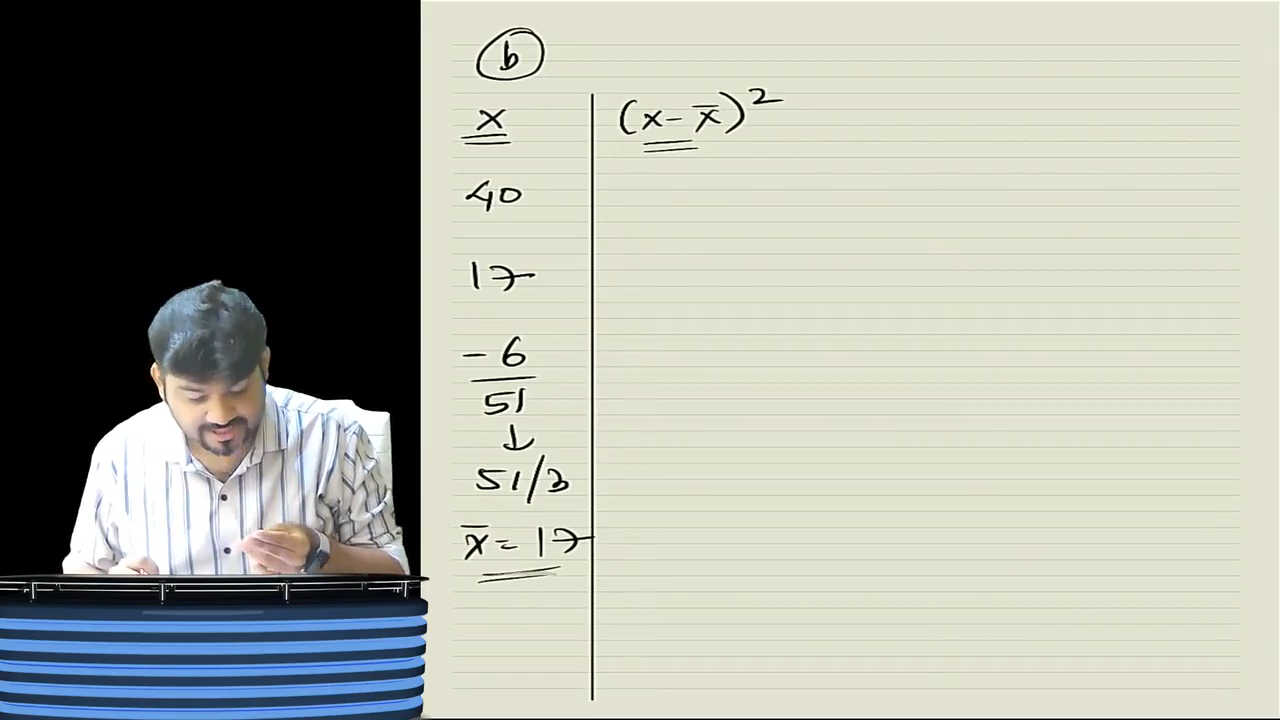 b
x (x - x̄)²
40
17
- 6
51
↓
51/3
x̄ = 17